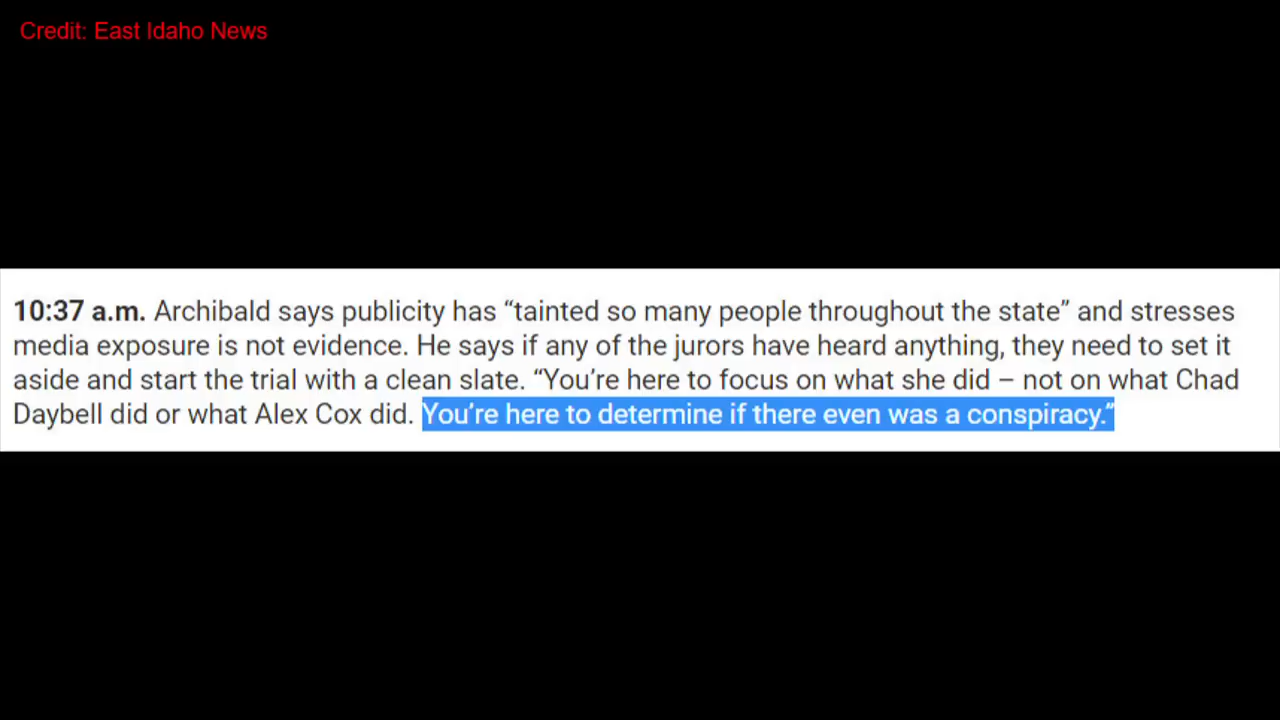 Credit: East Idaho News
10:37 a.m. Archibald says publicity has “tainted so many people throughout the state” and stresses
media exposure is not evidence. He says if any of the jurors have heard anything, they need to set it
aside and start the trial with a clean slate. “You’re here to focus on what she did – not on what Chad
Daybell did or what Alex Cox did. You’re here to determine if there even was a conspiracy.”